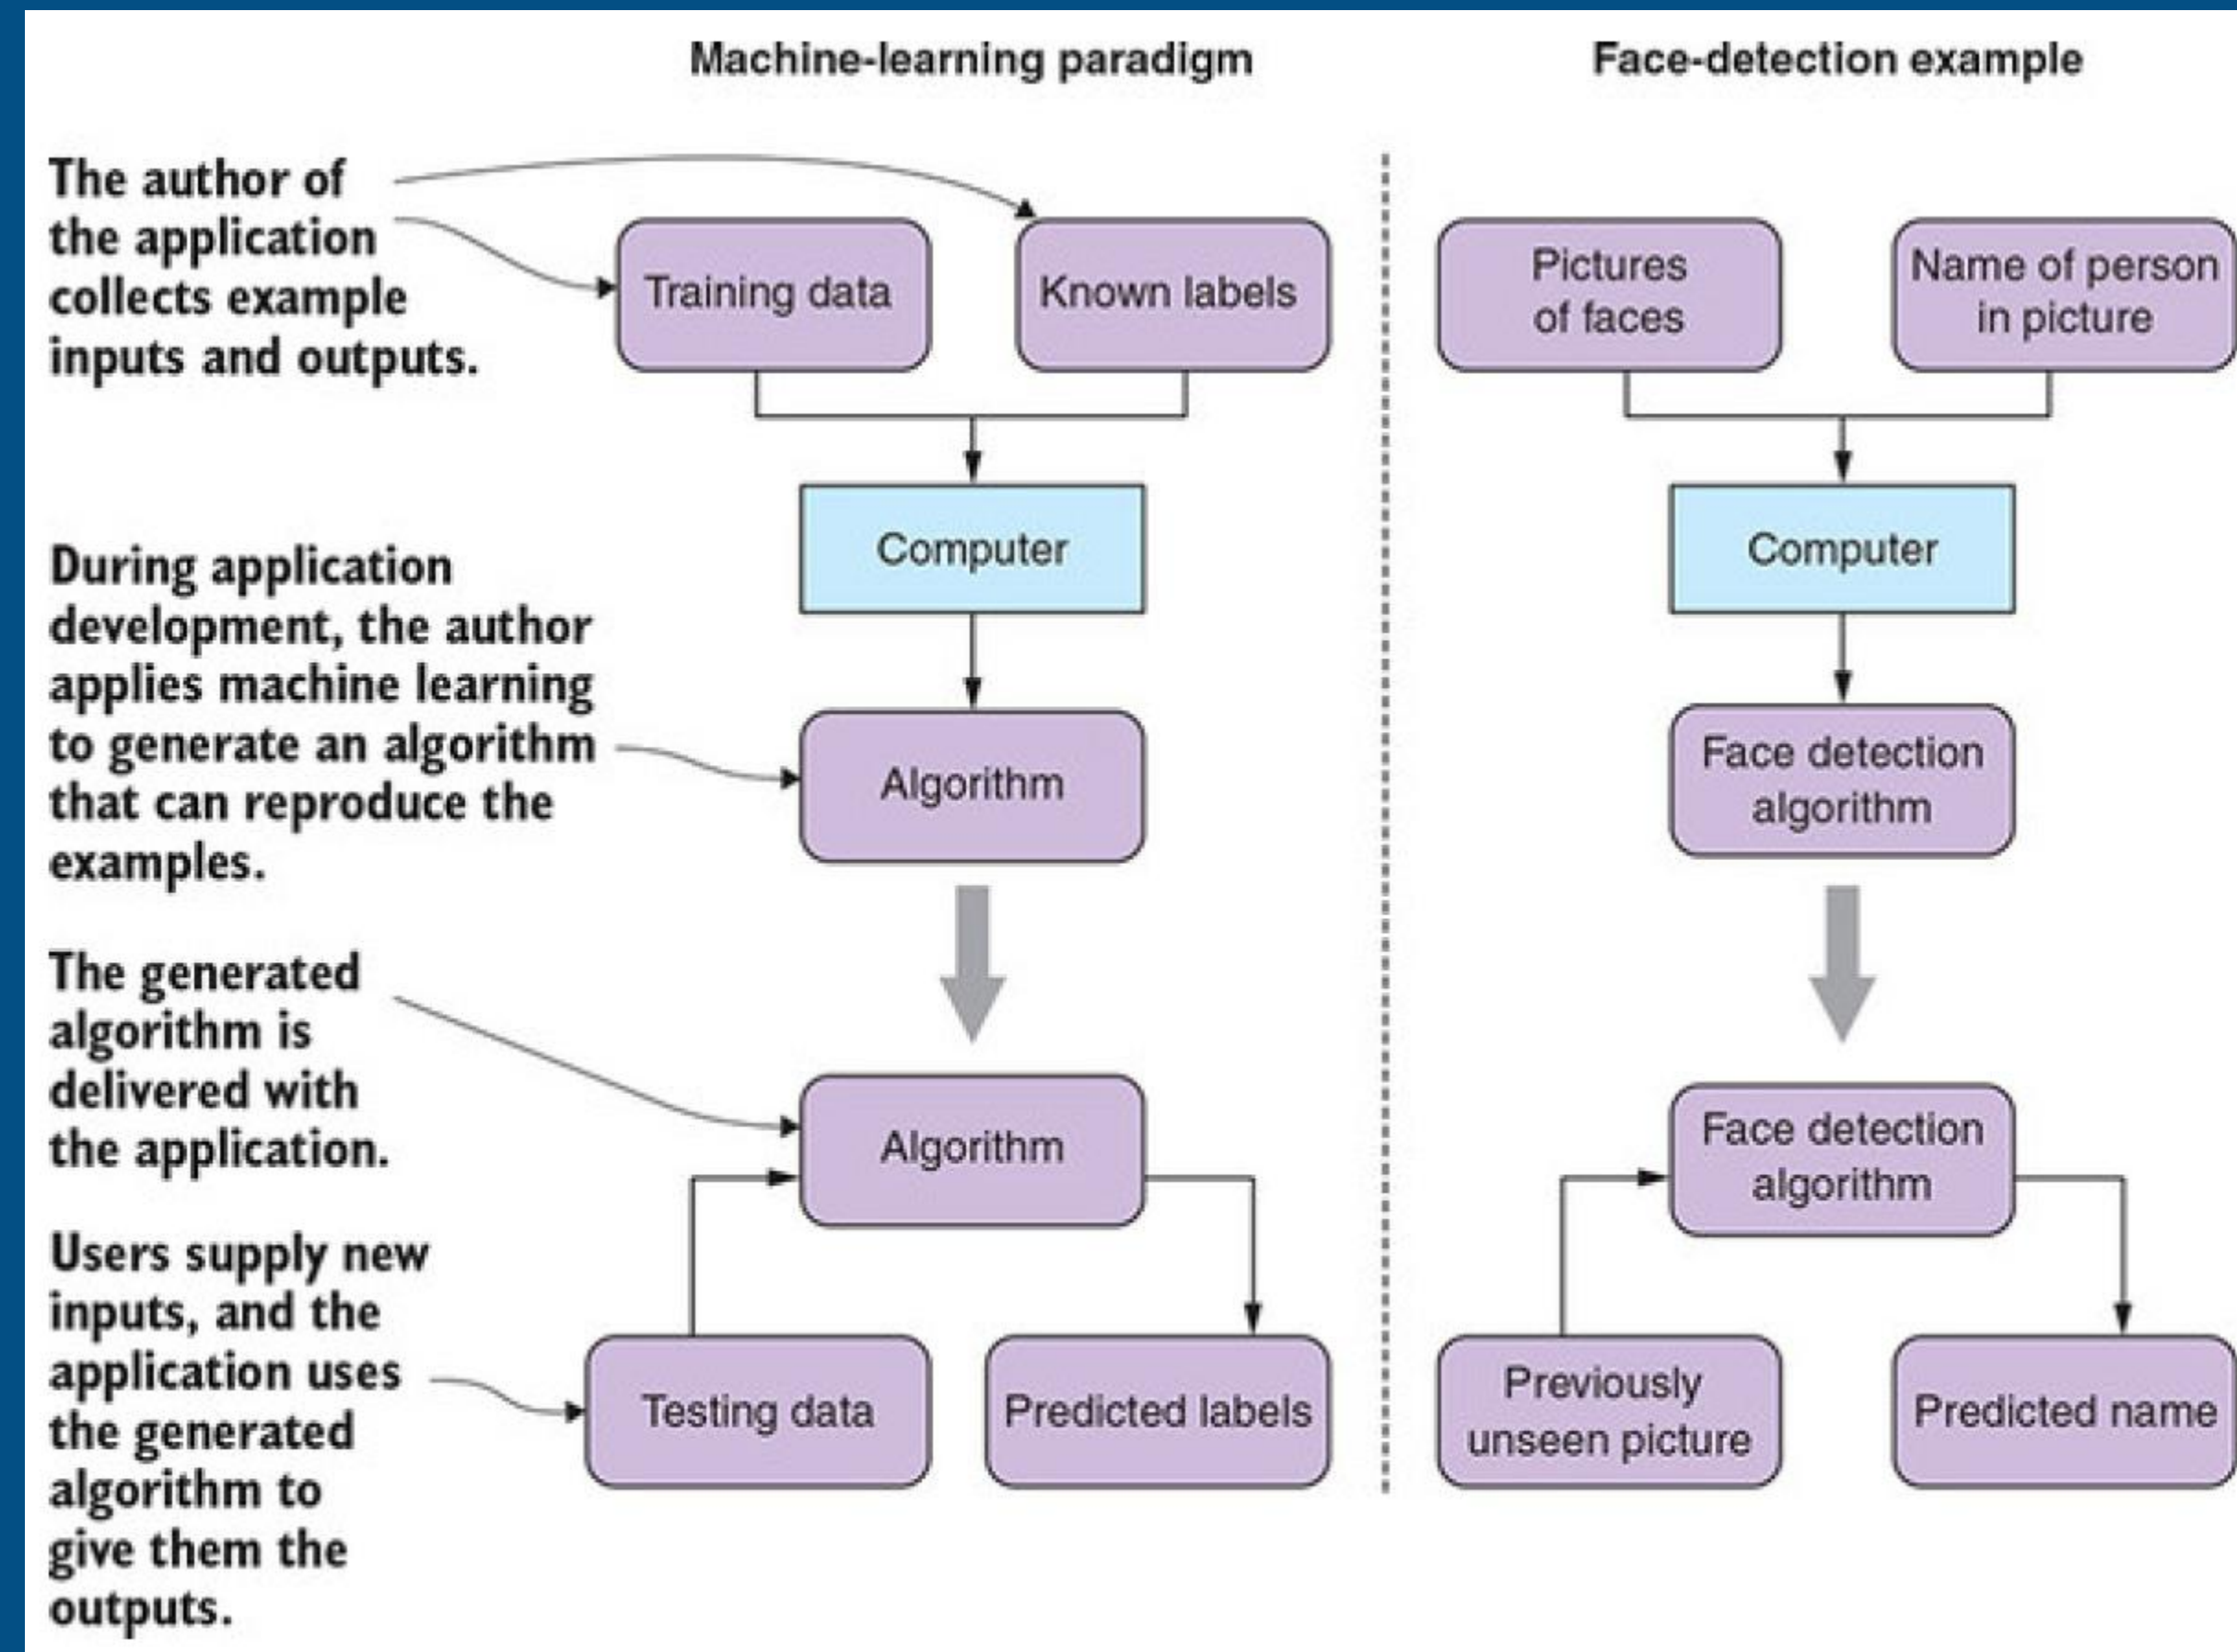 Machine-learning paradigm
Face-detection example
The author of
the application
collects example
inputs and outputs.
Training data
Known labels
Pictures
of faces
Name of person
in picture
Computer
Computer
During application
development, the author
applies machine learning
to generate an algorithm
that can reproduce the
examples.
Algorithm
Face detection
algorithm
The generated
algorithm is
delivered with
the application.
Algorithm
Face detection
algorithm
Users supply new
inputs, and the
application uses
the generated
algorithm to
give them the
outputs.
Testing data
Predicted labels
Previously
unseen picture
Predicted name